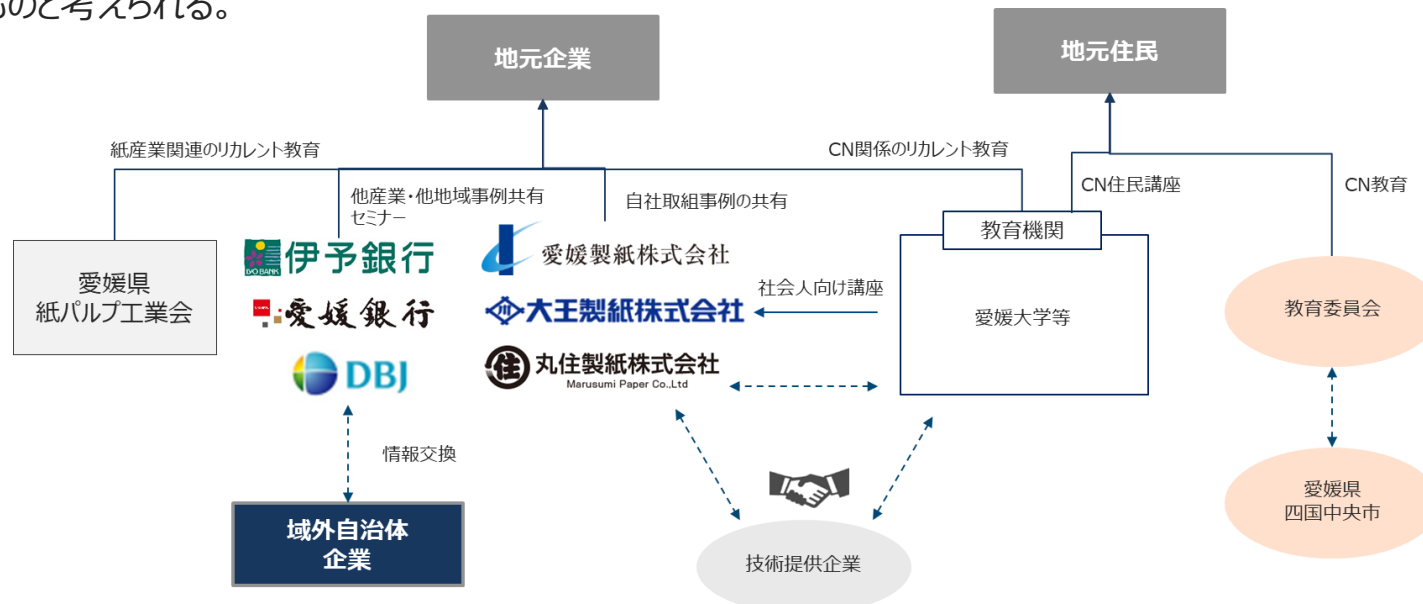 ものと考えられる。
地元企業
地元住民
紙産業関連のリカレント教育
CN関係のリカレント教育
他産業・他地域事例共有
セミナー
自社取組事例の共有
CN住民講座
CN教育
愛媛県
紙パルプ工業会
IYO BANK
伊予銀行
愛媛銀行
DBJ
愛媛製紙株式会社
大王製紙株式会社
住
丸住製紙株式会社
Marusumi Paper Co.,Ltd
社会人向け講座
教育機関
愛媛大学等
教育委員会
情報交換
域外自治体
企業
技術提供企業
愛媛県
四国中央市